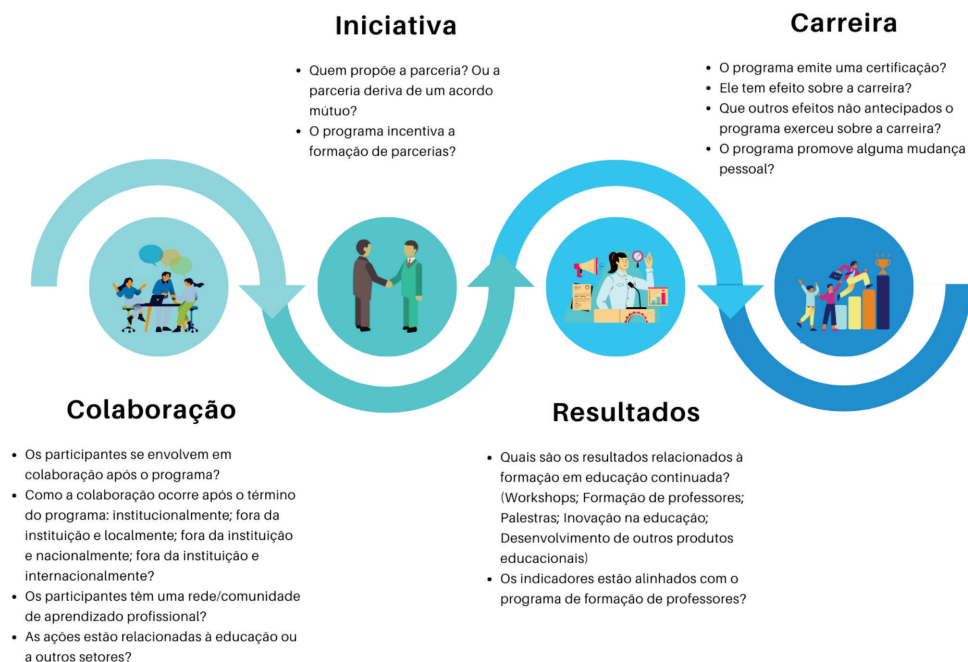 Iniciativa
• Quem propõe a parceria? Ou a
parceria deriva de um acordo
mútuo?
• O programa incentiva a
formação de parcerias?
Carreira
• O programa emite uma certificação?
• Ele tem efeito sobre a carreira?
• Que outros efeitos não antecipados o
programa exerceu sobre a carreira?
• O programa promove alguma mudança
pessoal?
Colaboração
• Os participantes se envolvem em
colaboração após o programa?
• Como a colaboração ocorre após o término
do programa: institucionalmente; fora da
instituição e localmente; fora da instituição
e nacionalmente; fora da instituição e
internacionalmente?
• Os participantes têm uma rede/comunidade
de aprendizado profissional?
• As ações estão relacionadas à educação ou
a outros setores?
Resultados
• Quais são os resultados relacionados à
formação em educação continuada?
(Workshops; Formação de professores;
Palestras; Inovação na educação;
Desenvolvimento de outros produtos
educacionais)
• Os indicadores estão alinhados com o
programa de formação de professores?